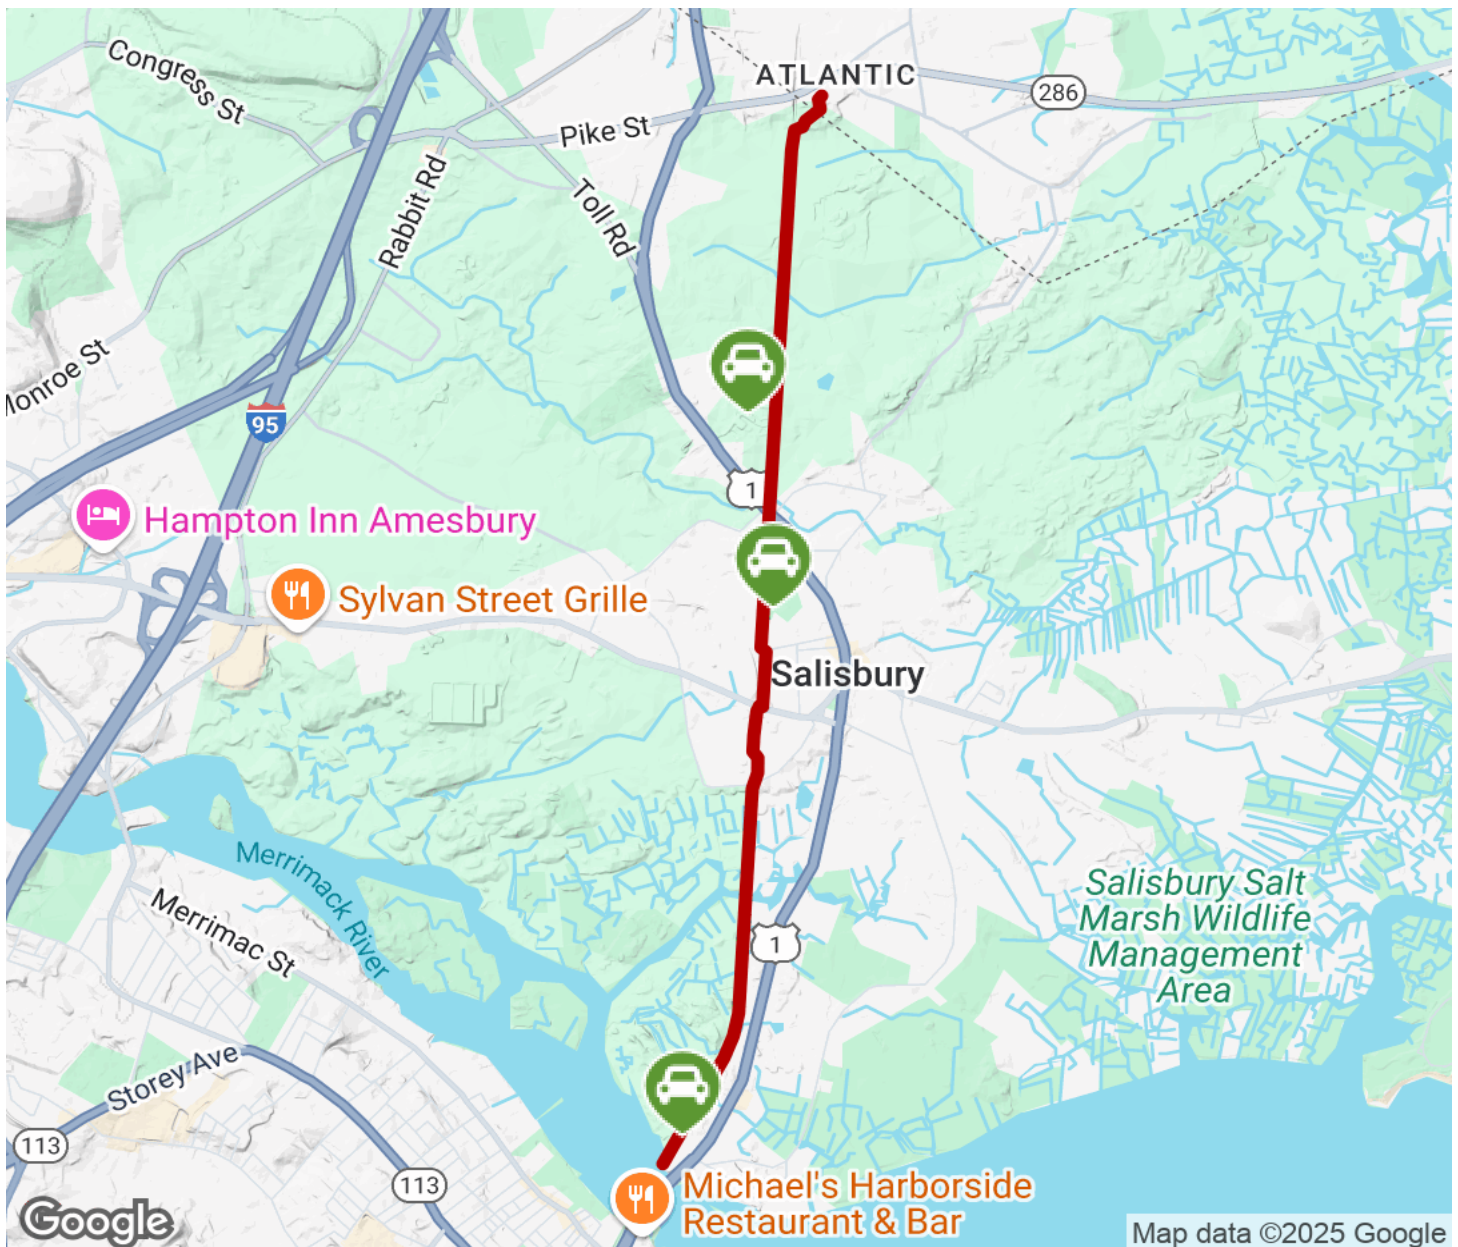 Congress St
ATLANTIC
286
Pike St
Rabbit Rd
Toll Rd
Monroe St
95
1
Hampton Inn Amesbury
Sylvan Street Grille
Salisbury
Merrimack River
Merrimac St
Salisbury Salt
Marsh Wildlife
Management
Area
1
Storey Ave
113
113
Michael's Harborside
Restaurant & Bar
Google
Map data ©2025 Google